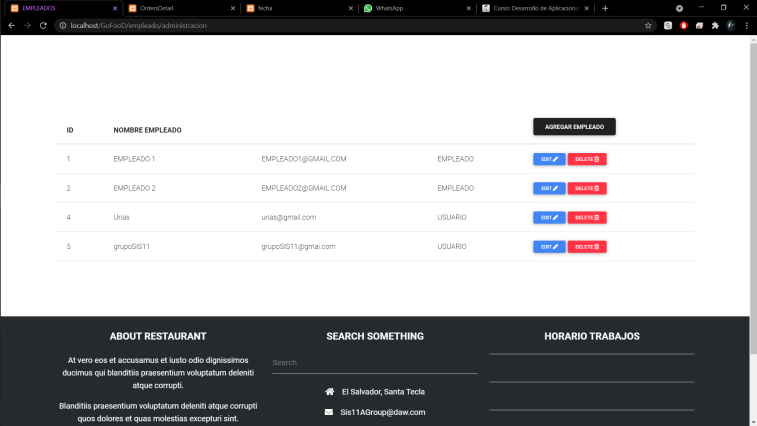 EMPLEADOS
OrdersDetail
fecha
WhatsApp
Curso: Desarrollo de Aplicacione
localhost/GoFooD/empleado/administracion
ID NOMBRE EMPLEADO AGREGAR EMPLEADO
1 EMPLEADO 1 EMPLEADO1@GMAIL.COM EMPLEADO EDIT DELETE
2 EMPLEADO 2 EMPLEADO2@GMAIL.COM EMPLEADO EDIT DELETE
4 Urias urias@gmail.com USUARIO EDIT DELETE
5 grupoSIS11 grupoSIS11@gmai.com USUARIO EDIT DELETE
ABOUT RESTAURANT
At vero eos et accusamus et iusto odio dignissimos
ducimus qui blanditiis praesentium voluptatum deleniti
atque corrupti.
Blanditiis praesentium voluptatum deleniti atque corrupti
quos dolores et quas molestias excepturi sint.
SEARCH SOMETHING
Search
El Salvador, Santa Tecla
Sis11AGroup@daw.com
HORARIO TRABAJOS